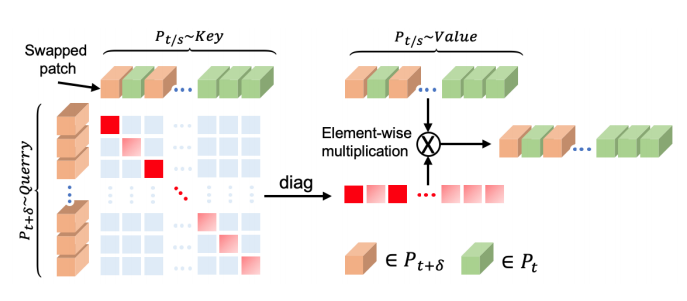 P_{t/s}~Key
P_{t/s}~Value
Swapped
patch
P_{t+δ}~Querry
Element-wise
multiplication
X
diag
∈ P_{t+δ}
∈ P_t